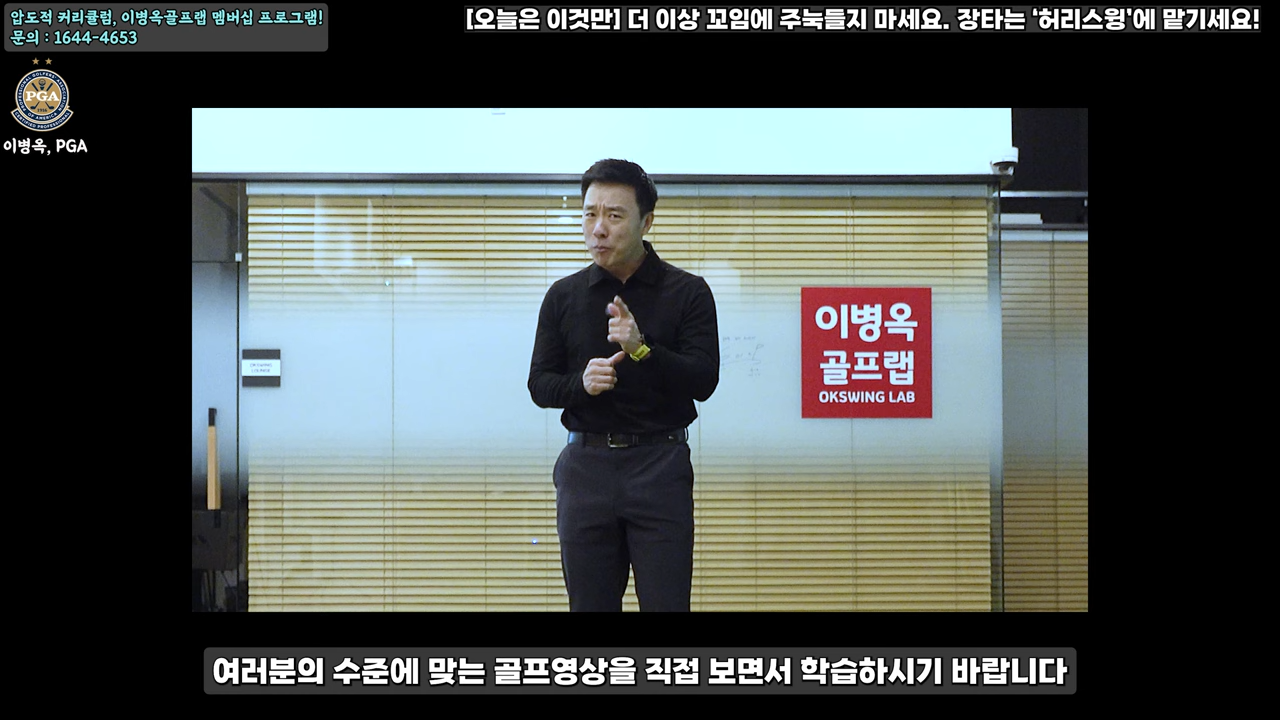 압도적 커리큘럼, 이병옥골프랩 멤버십 프로그램!
문의 : 1644-4653
[오늘은 이것만] 더 이상 꼬임에 주눅들지 마세요. 장타는 ‘허리스윙’에 맡기세요!
PGA
이병옥, PGA
이병옥
골프랩
OKSWING LAB
여러분의 수준에 맞는 골프영상을 직접 보면서 학습하시기 바랍니다